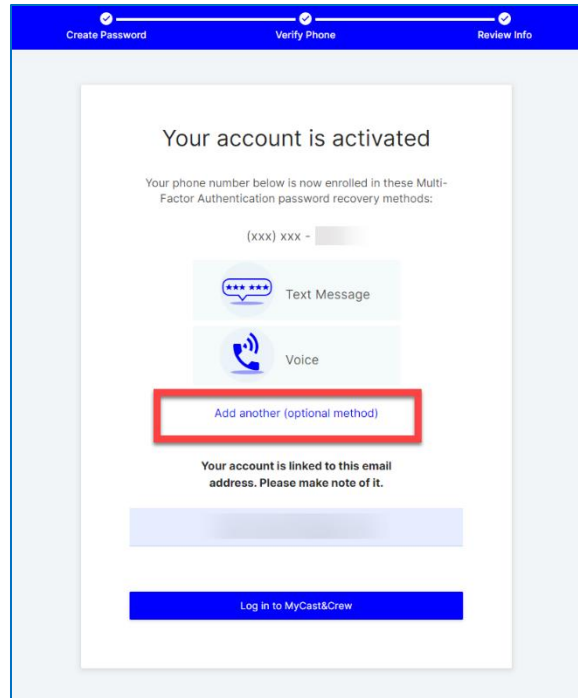 Create Password
Verify Phone
Review Info
Your account is activated
Your phone number below is now enrolled in these Multi-
Factor Authentication password recovery methods:
(xxx) xxx -
*** ***
Text Message
Voice
Add another (optional method)
Your account is linked to this email
address. Please make note of it.
Log in to MyCast&Crew